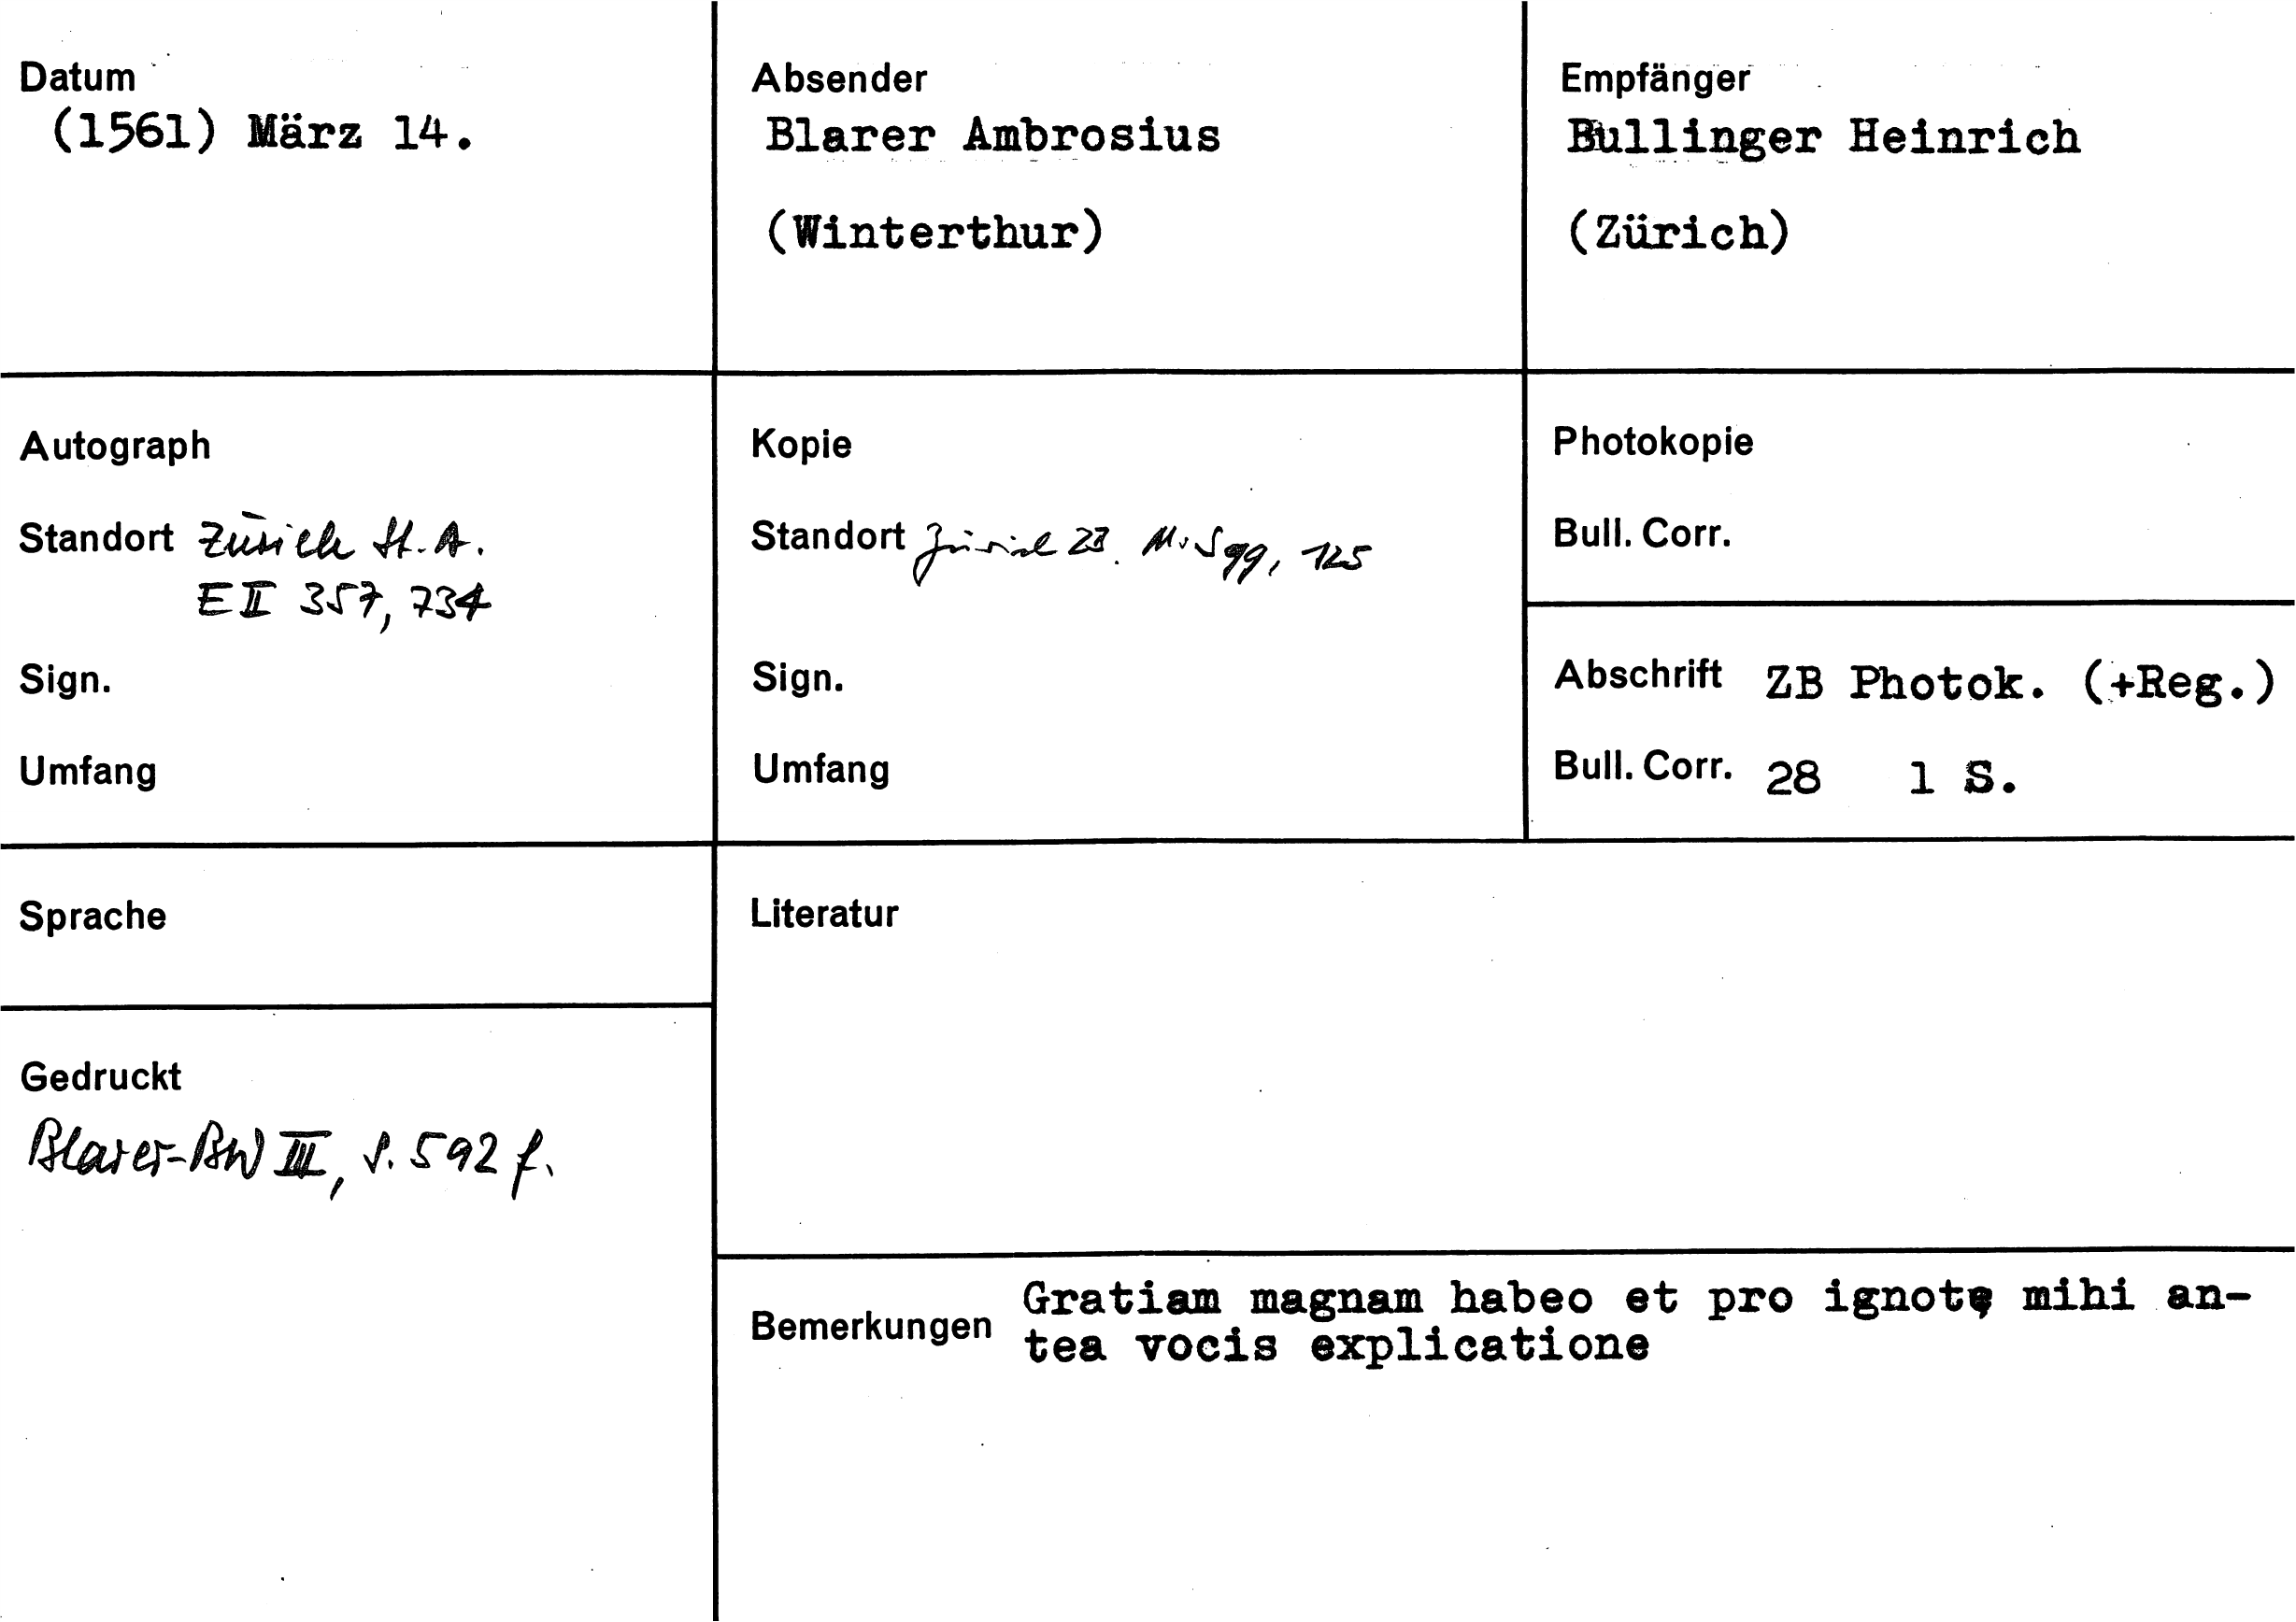 Datum
(1561) März 14.
Absender
Blarer Ambrosius
(Winterthur)
Empfänger
Bullinger Heinrich
(Zürich)
Autograph
Standort Zürich St.A.
E II 357, 734
Sign.
Umfang
Kopie
Standort Zürich ZB. Ms S 99, 125
Sign.
Umfang
Photokopie
Bull. Corr.
Abschrift ZB Photok. (+Reg.)
Bull. Corr. 28 1 S.
Sprache
Gedruckt
Blarer-BW III, S. 592 f.
Literatur
Bemerkungen
Gratiam magnam habeo et pro ignotę mihi an-
tea vocis explicatione